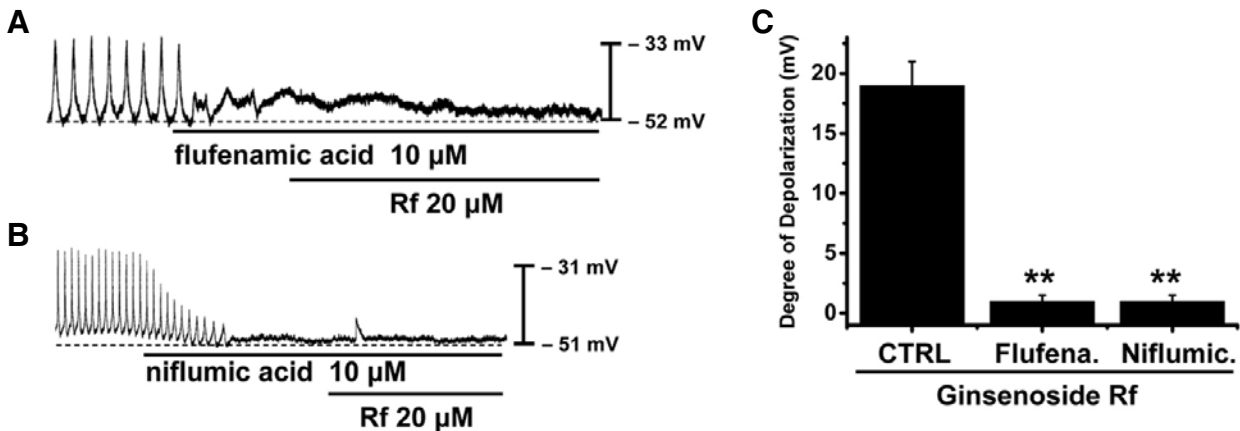 A
– 33 mV
– 52 mV
flufenamic acid 10 µM
Rf 20 µM
B
– 31 mV
– 51 mV
niflumic acid 10 µM
Rf 20 µM
C
Degree of Depolarization (mV)
20
15
10
5
0
** **
CTRL Flufena. Niflumic.
Ginsenoside Rf